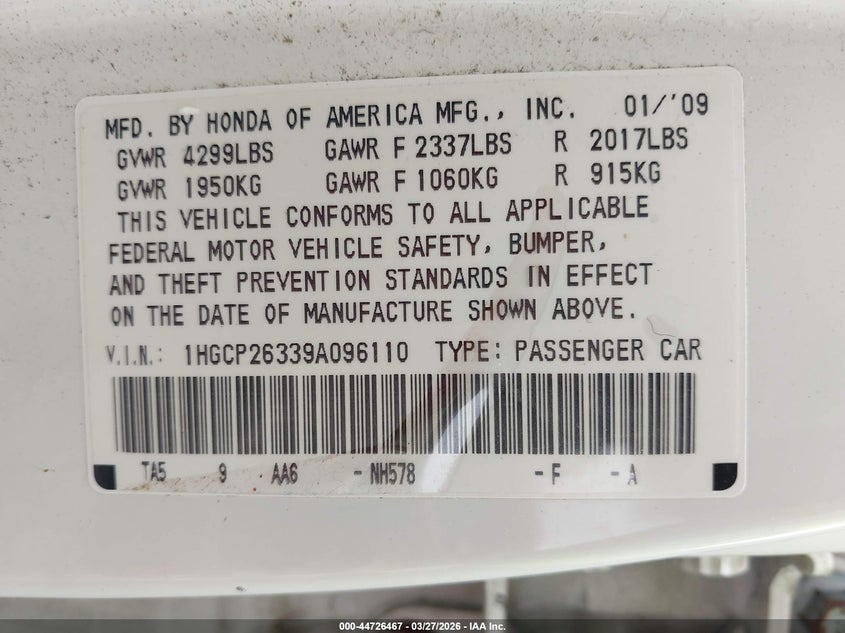 MFD. BY HONDA OF AMERICA MFG., INC. 01/'09
GVWR 4299LBS GAWR F 2337LBS R 2017LBS
GVWR 1950KG GAWR F 1060KG R 915KG
THIS VEHICLE CONFORMS TO ALL APPLICABLE
FEDERAL MOTOR VEHICLE SAFETY, BUMPER,
AND THEFT PREVENTION STANDARDS IN EFFECT
ON THE DATE OF MANUFACTURE SHOWN ABOVE.
V.I.N.: 1HGCP26339A096110 TYPE: PASSENGER CAR
TA5 9 AA6 - NH578 - F - A
000-44726467 - 03/27/2026 - IAA Inc.